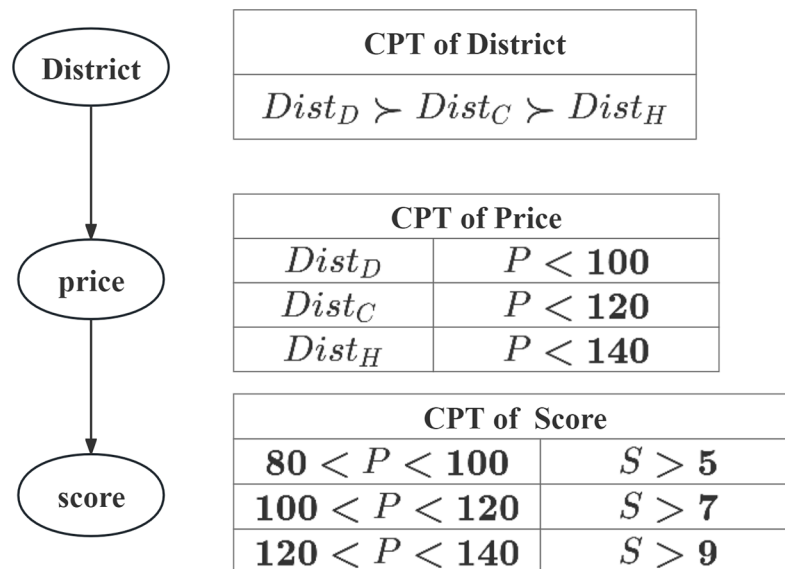 District
CPT of District
Dist_D ≻ Dist_C ≻ Dist_H
price
CPT of Price
Dist_D P < 100
Dist_C P < 120
Dist_H P < 140
score
CPT of Score
80 < P < 100 S > 5
100 < P < 120 S > 7
120 < P < 140 S > 9